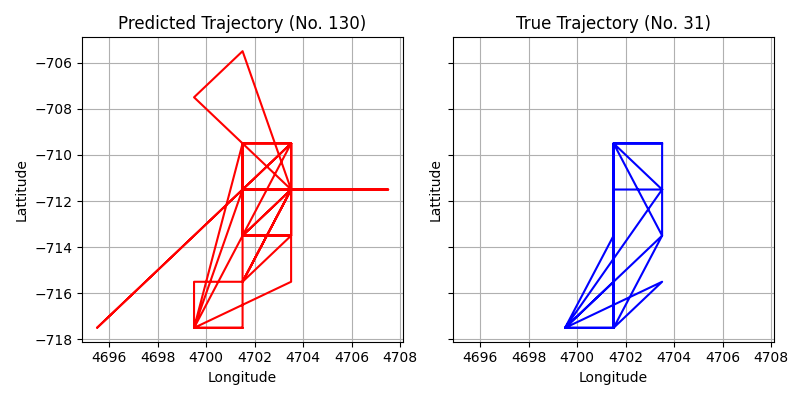 Predicted Trajectory (No. 130)
True Trajectory (No. 31)
Lattitude
−706
−708
−710
−712
−714
−716
−718
4696 4698 4700 4702 4704 4706 4708
Longitude
Lattitude
4696 4698 4700 4702 4704 4706 4708
Longitude